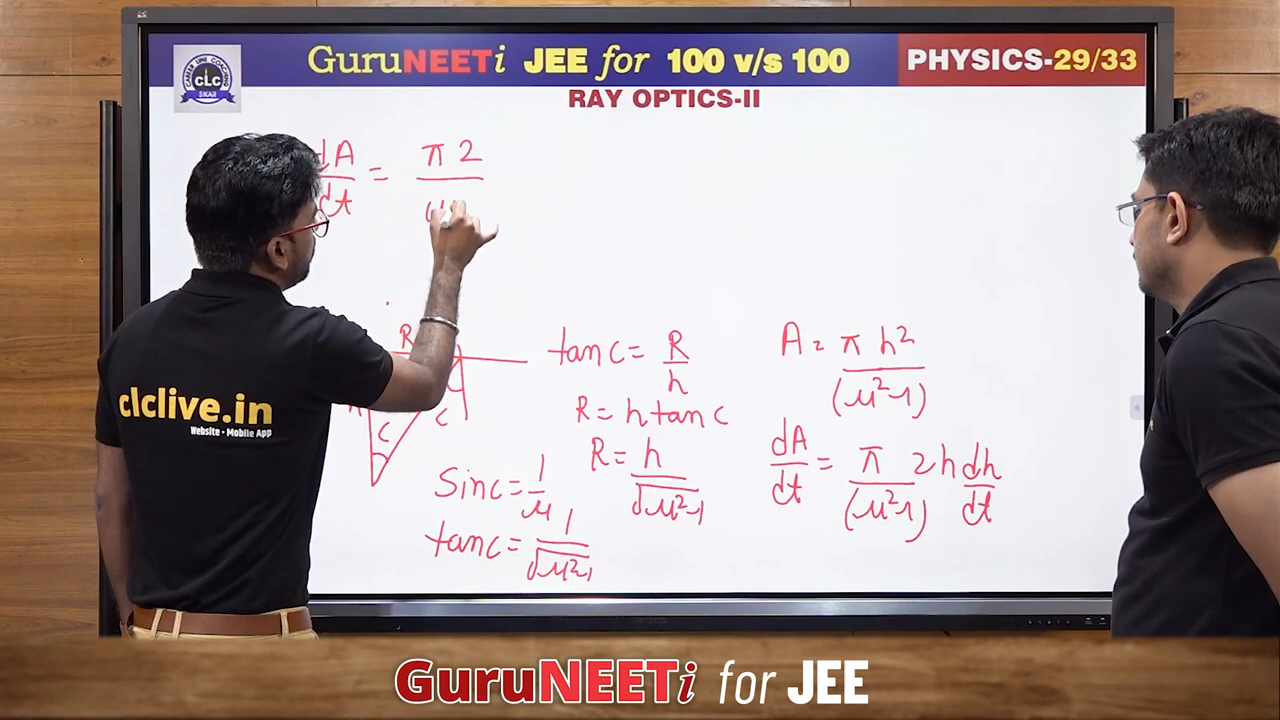 GuruNEETi JEE for 100 v/s 100
PHYSICS-29/33
CLC
SIKAR
RAY OPTICS-II
dA/dt = π 2
R
tanc = R/h
A = π h²/(μ²-1)
R = h tanc
C
C
Sinc = 1/μ
R = h/√μ²-1
dA/dt = π/(μ²-1) 2h dh/dt
tanc = 1/√μ²-1
clclive.in
Website • Mobile App
GuruNEETi for JEE